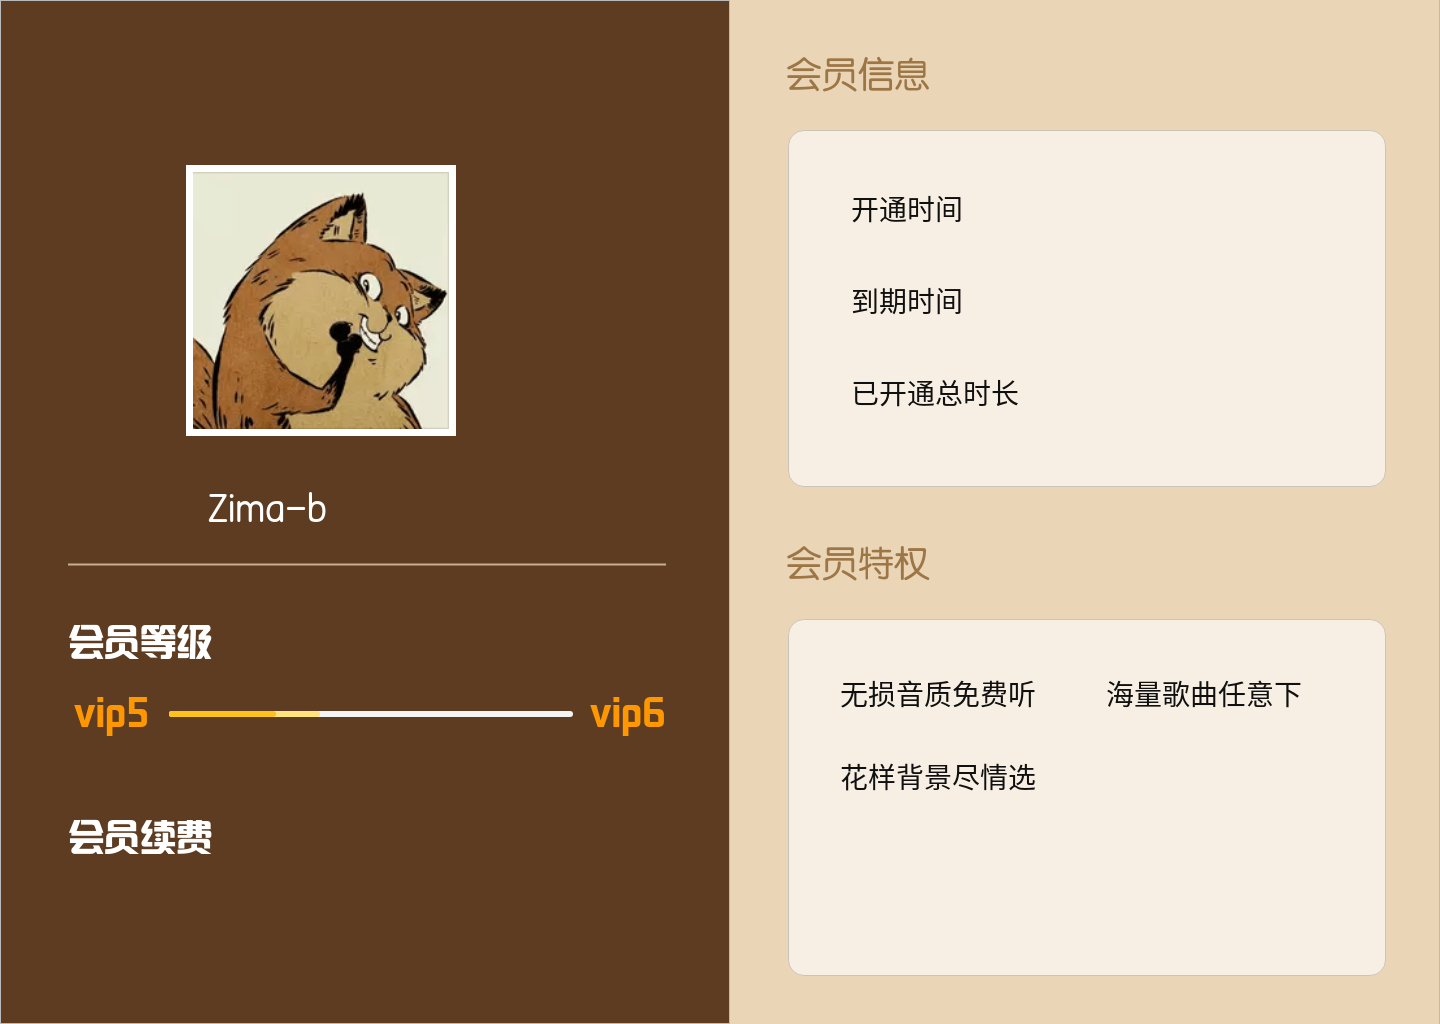 Zima-b
会员等级
vip5 vip6
会员续费
会员信息
开通时间
到期时间
已开通总时长
会员特权
无损音质免费听 海量歌曲任意下
花样背景尽情选